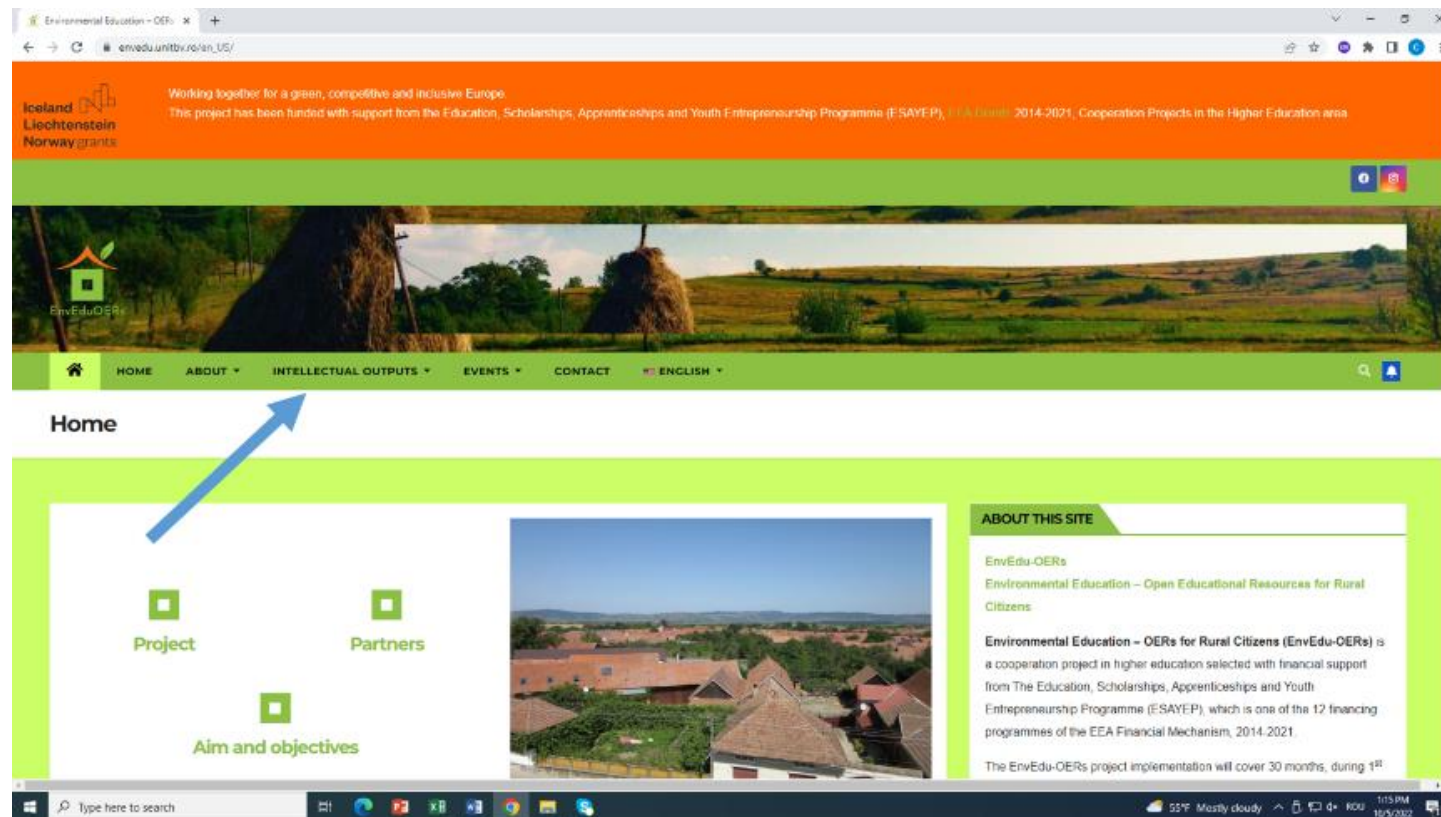 Environmental Education – OERs
envedu.unitbv.ro/en_US/
Iceland
Liechtenstein
Norway grants
Working together for a green, competitive and inclusive Europe
This project has been funded with support from the Education, Scholarships, Apprenticeships and Youth Entrepreneurship Programme (ESAYEP), EEA Grants 2014-2021, Cooperation Projects in the Higher Education area
EnvEduOERs
HOME ABOUT INTELLECTUAL OUTPUTS EVENTS CONTACT ENGLISH
Home
Project
Partners
Aim and objectives
ABOUT THIS SITE
EnvEdu-OERs
Environmental Education – Open Educational Resources for Rural
Citizens
Environmental Education – OERs for Rural Citizens (EnvEdu-OERs) is
a cooperation project in higher education selected with financial support
from The Education, Scholarships, Apprenticeships and Youth
Entrepreneurship Programme (ESAYEP), which is one of the 12 financing
programmes of the EEA Financial Mechanism, 2014-2021.
The EnvEdu-OERs project implementation will cover 30 months, during 1st
Type here to search
55°F Mostly cloudy
ROU
1:15 PM
10/5/2022